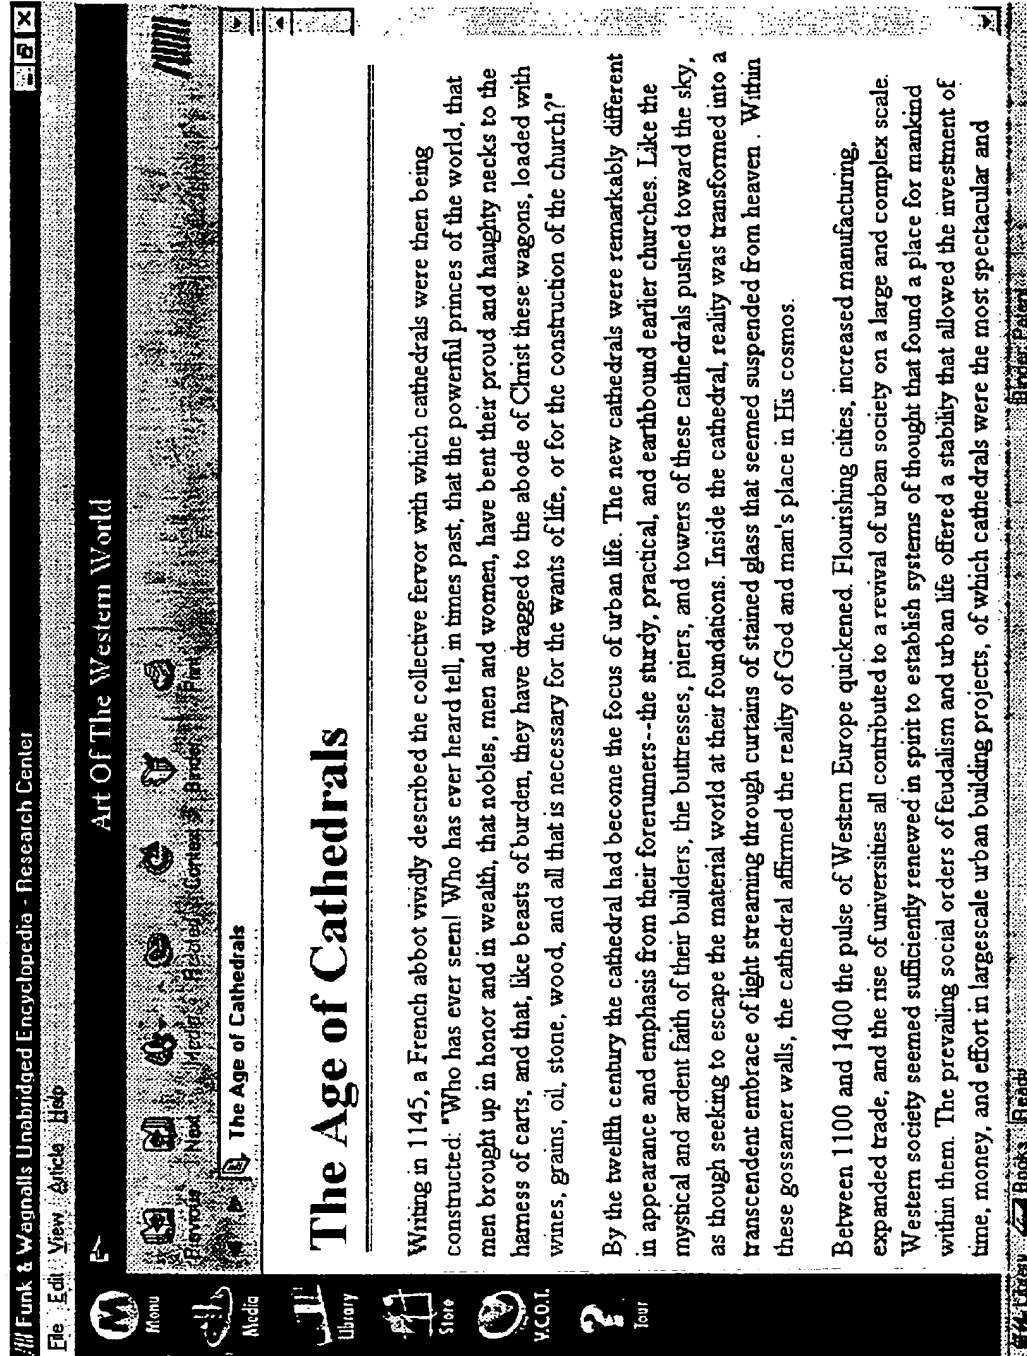 Funk & Wagnalls Unabridged Encyclopedia - Research Center
File Edit View Article Help
Art Of The Western World
Previous Next Media Related Context Binder Print
The Age of Cathedrals
Menu
Media
Library
Store
V.C.O.T.
Tour
The Age of Cathedrals
Writing in 1145, a French abbot vividly described the collective fervor with which cathedrals were then being
constructed: "Who has ever seen! Who has ever heard tell, in times past, that the powerful princes of the world, that
men brought up in honor and in wealth, that nobles, men and women, have bent their proud and haughty necks to the
harness of carts, and that, like beasts of burden, they have dragged to the abode of Christ these wagons, loaded with
wines, grains, oil, stone, wood, and all that is necessary for the wants of life, or for the construction of the church?"
By the twelfth century the cathedral had become the focus of urban life. The new cathedrals were remarkably different
in appearance and emphasis from their forerunners--the sturdy, practical, and earthbound earlier churches. Like the
mystical and ardent faith of their builders, the buttresses, piers, and towers of these cathedrals pushed toward the sky,
as though seeking to escape the material world at their foundations. Inside the cathedral, reality was transformed into a
transcendent embrace of light streaming through curtains of stained glass that seemed suspended from heaven . Within
these gossamer walls, the cathedral affirmed the reality of God and man's place in His cosmos.
Between 1100 and 1400 the pulse of Western Europe quickened. Flourishing cities, increased manufacturing,
expanded trade, and the rise of universities all contributed to a revival of urban society on a large and complex scale.
Western society seemed sufficiently renewed in spirit to establish systems of thought that found a place for mankind
within them. The prevailing social orders of feudalism and urban life offered a stability that allowed the investment of
time, money, and effort in largescale urban building projects, of which cathedrals were the most spectacular and
Books Ready Binder: Patent